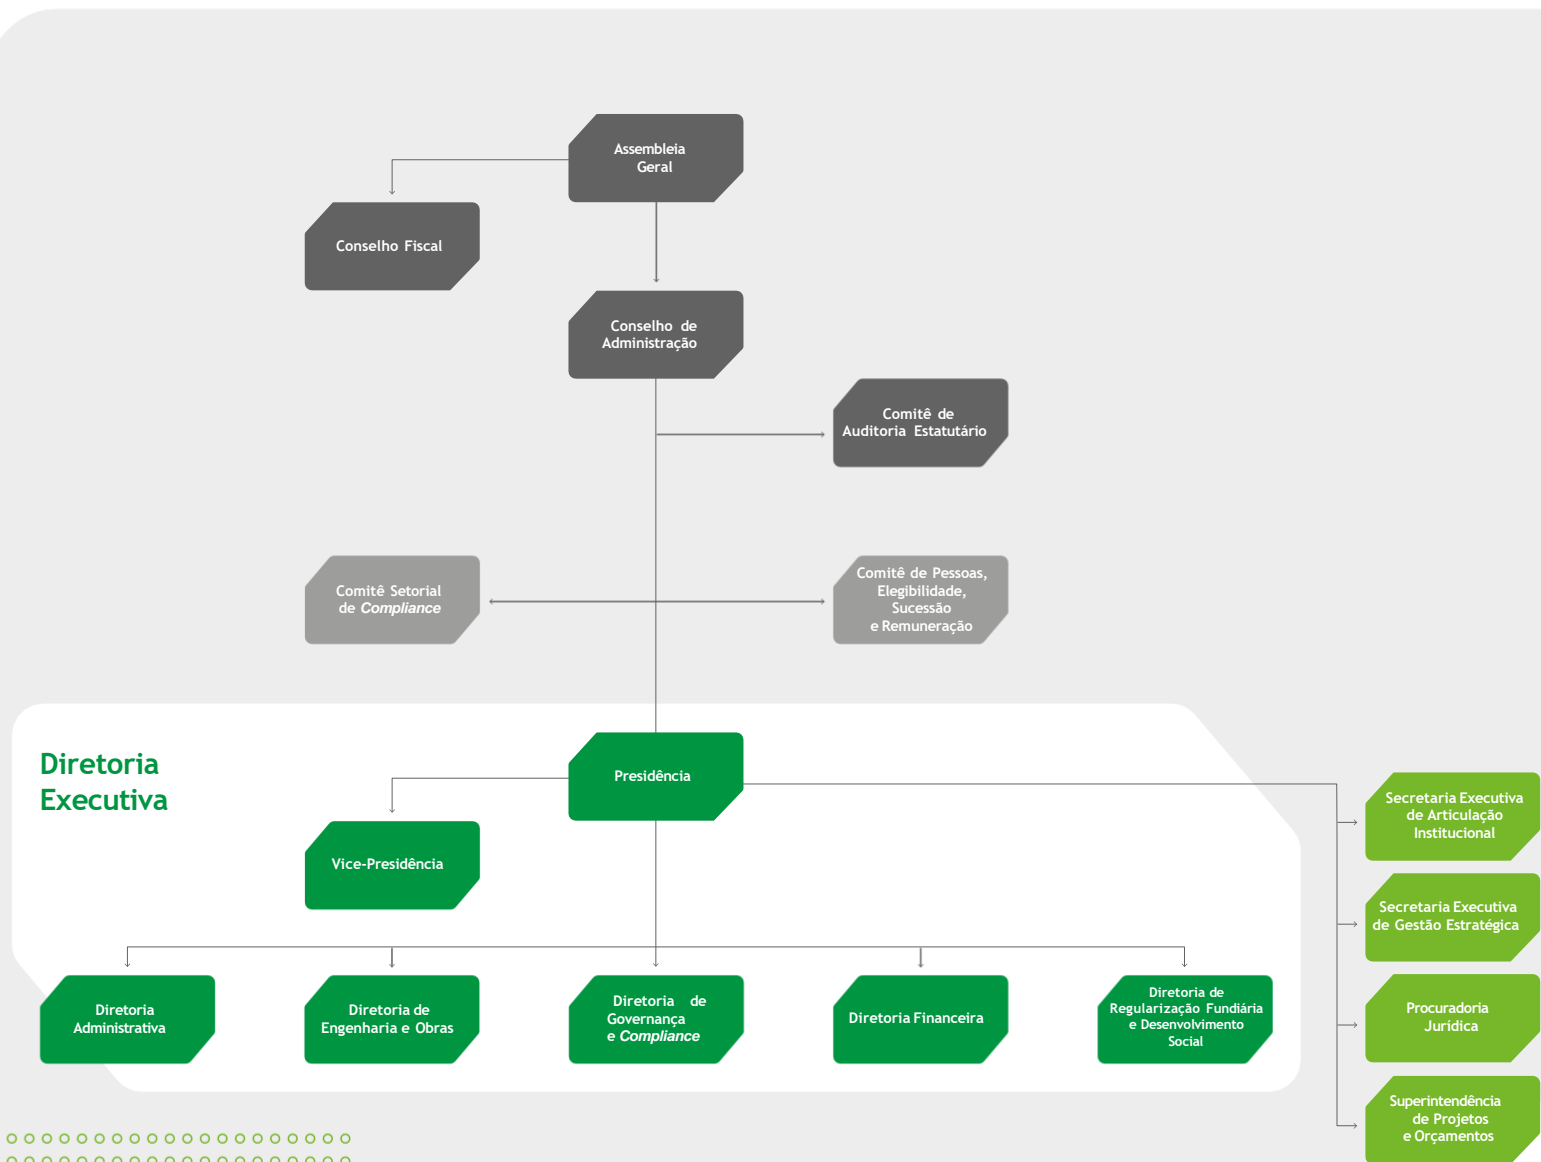 Assembleia
Geral
Conselho Fiscal
Conselho de
Administração
Comitê de
Auditoria Estatutário
Comitê Setorial
de Compliance
Comitê de Pessoas,
Elegibilidade,
Sucessão
e Remuneração
Diretoria
Executiva
Presidência
Vice-Presidência
Secretaria Executiva
de Articulação
Institucional
Secretaria Executiva
de Gestão Estratégica
Procuradoria
Jurídica
Superintendência
de Projetos
e Orçamentos
Diretoria
Administrativa
Diretoria de
Engenharia e Obras
Diretoria de
Governança
e Compliance
Diretoria Financeira
Diretoria de
Regularização Fundiária
e Desenvolvimento
Social